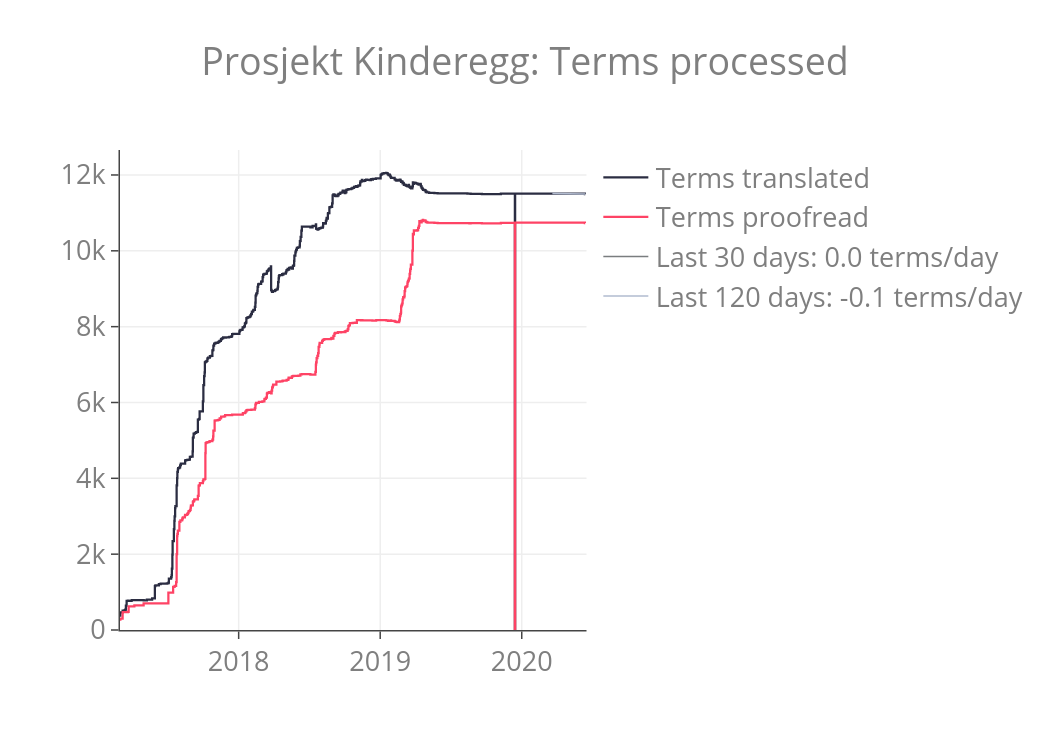 Prosjekt Kinderegg: Terms processed
12k
10k
8k
6k
4k
2k
0
2018 2019 2020
Terms translated
Terms proofread
Last 30 days: 0.0 terms/day
Last 120 days: -0.1 terms/day